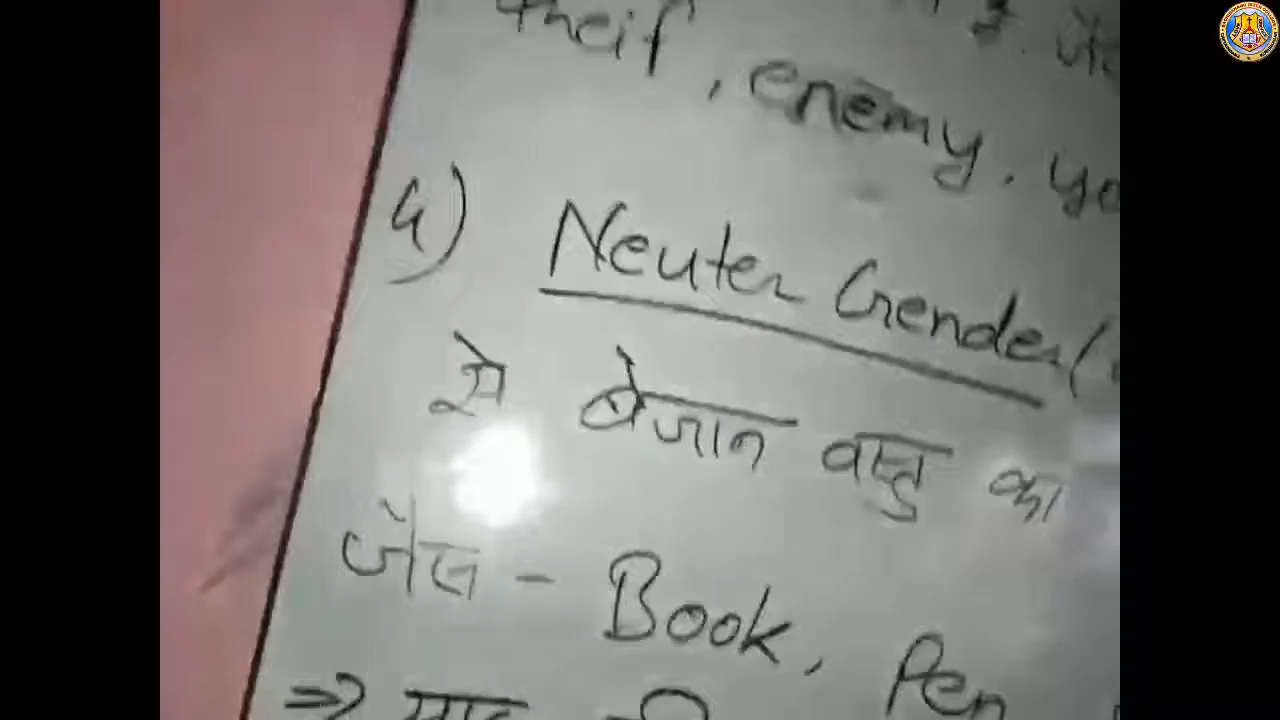 theif, enemy.
4) Neuter Gender (
से बेजान वस्तु का
जैसे - Book, Pen
⇒